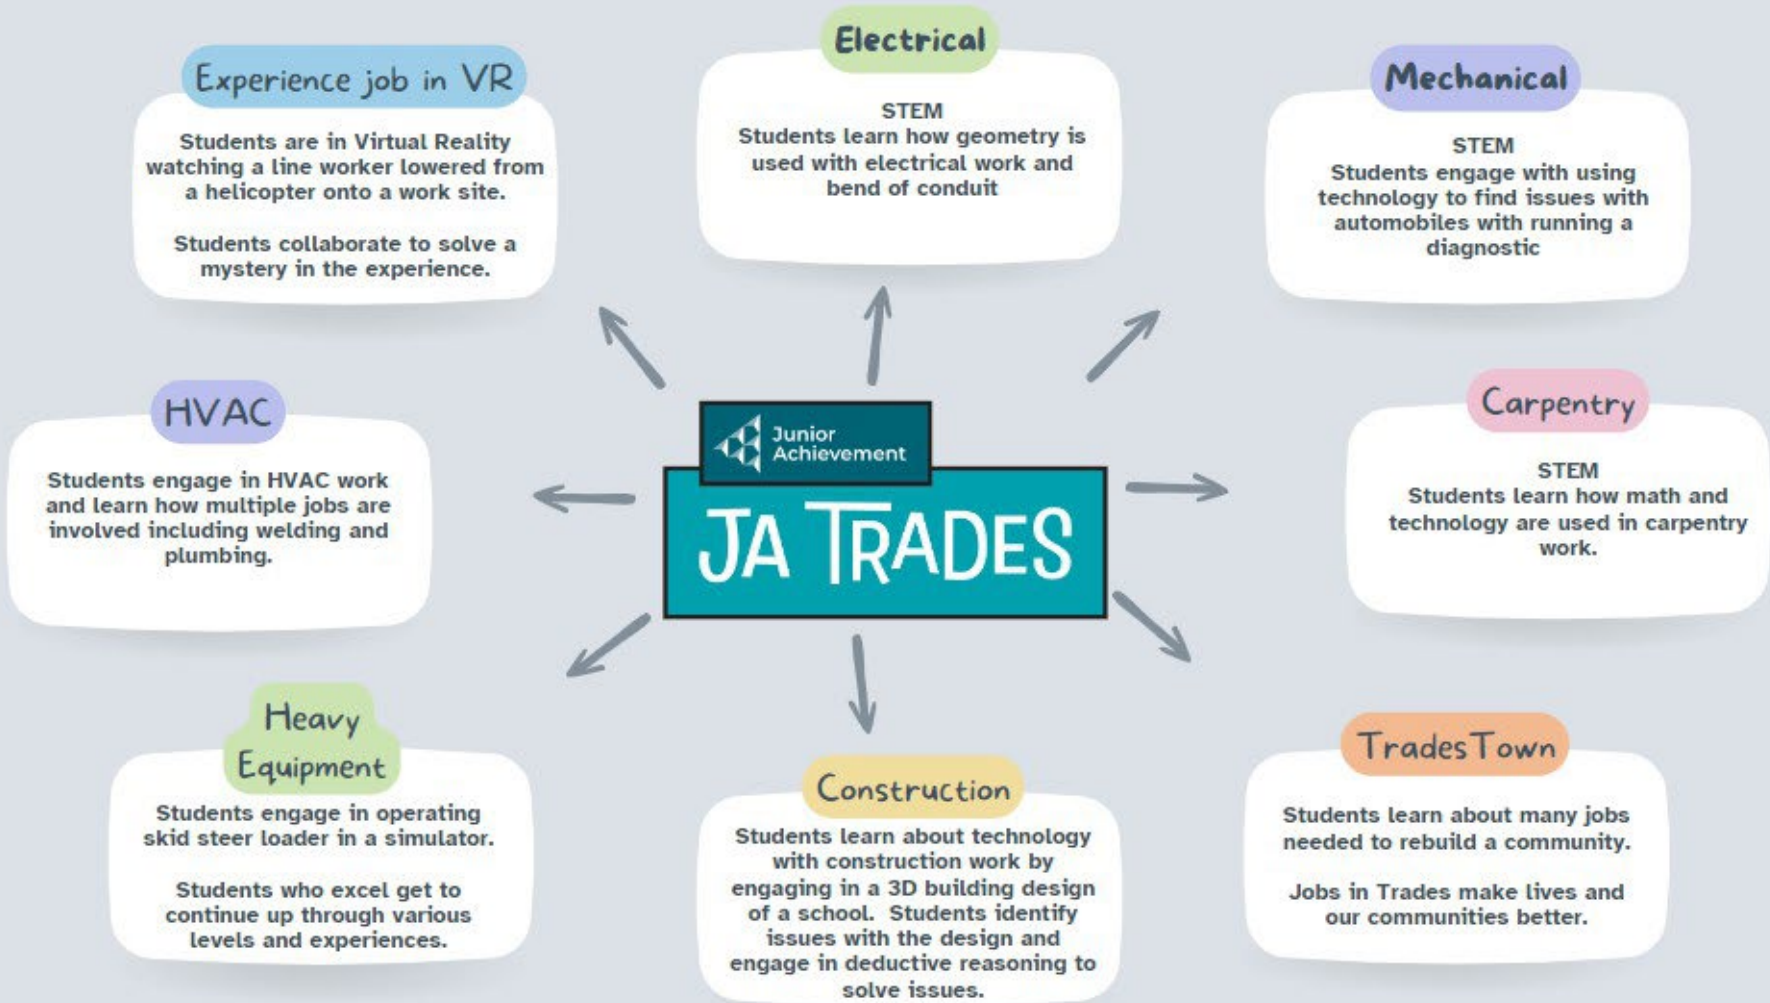 Experience job in VR
Students are in Virtual Reality
watching a line worker lowered from
a helicopter onto a work site.
Students collaborate to solve a
mystery in the experience.
Electrical
STEM
Students learn how geometry is
used with electrical work and
bend of conduit
Mechanical
STEM
Students engage with using
technology to find issues with
automobiles with running a
diagnostic
HVAC
Students engage in HVAC work
and learn how multiple jobs are
involved including welding and
plumbing.
Junior
Achievement
JA TRADES
Carpentry
STEM
Students learn how math and
technology are used in carpentry
work.
Heavy
Equipment
Students engage in operating
skid steer loader in a simulator.
Students who excel get to
continue up through various
levels and experiences.
Construction
Students learn about technology
with construction work by
engaging in a 3D building design
of a school.  Students identify
issues with the design and
engage in deductive reasoning to
solve issues.
TradesTown
Students learn about many jobs
needed to rebuild a community.
Jobs in Trades make lives and
our communities better.